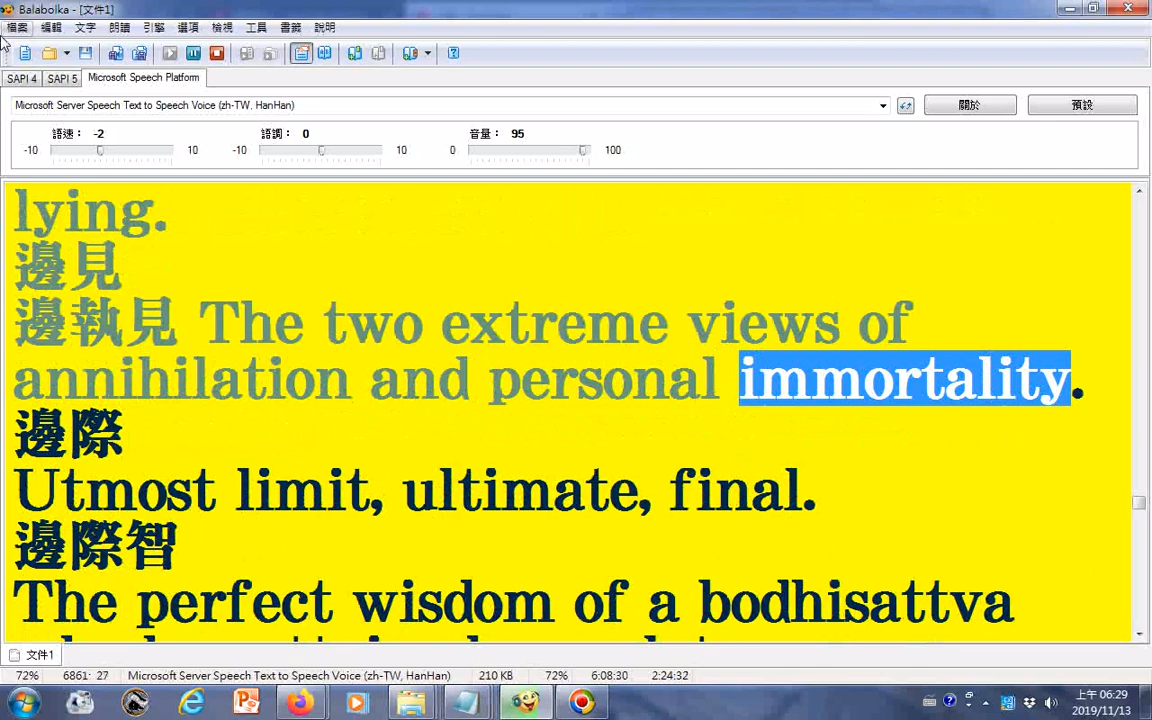 Balabolka - [文件1]
檔案 編輯 文字 朗讀 引擎 選項 檢視 工具 書籤 說明
SAPI 4 SAPI 5 Microsoft Speech Platform
Microsoft Server Speech Text to Speech Voice (zh-TW, HanHan) 關於 預設
語速： -2 語調： 0 音量： 95
-10 10 -10 10 0 100
lying.
邊見
邊執見 The two extreme views of
annihilation and personal immortality.
邊際
Utmost limit, ultimate, final.
邊際智
The perfect wisdom of a bodhisattva
文件1
72% 6861: 27 Microsoft Server Speech Text to Speech Voice (zh-TW, HanHan) 210 KB 72% 6:08:30 2:24:32
上午 06:29
2019/11/13